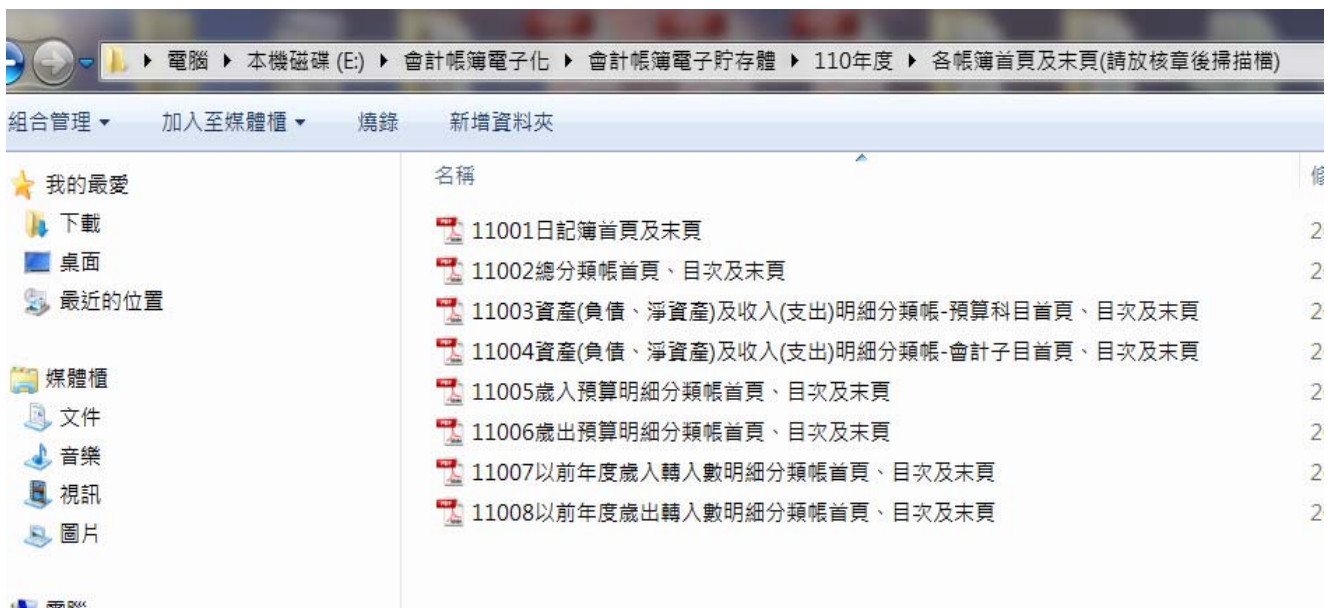 電腦 ▸ 本機磁碟 (E:) ▸ 會計帳簿電子化 ▸ 會計帳簿電子貯存體 ▸ 110年度 ▸ 各帳簿首頁及末頁(請放核章後掃描檔)
組合管理 加入至媒體櫃 燒錄 新增資料夾
我的最愛
下載
桌面
最近的位置
媒體櫃
文件
音樂
視訊
圖片
名稱
11001日記簿首頁及末頁
11002總分類帳首頁、目次及末頁
11003資產(負債、淨資產)及收入(支出)明細分類帳-預算科目首頁、目次及末頁
11004資產(負債、淨資產)及收入(支出)明細分類帳-會計子目首頁、目次及末頁
11005歲入預算明細分類帳首頁、目次及末頁
11006歲出預算明細分類帳首頁、目次及末頁
11007以前年度歲入轉入數明細分類帳首頁、目次及末頁
11008以前年度歲出轉入數明細分類帳首頁、目次及末頁